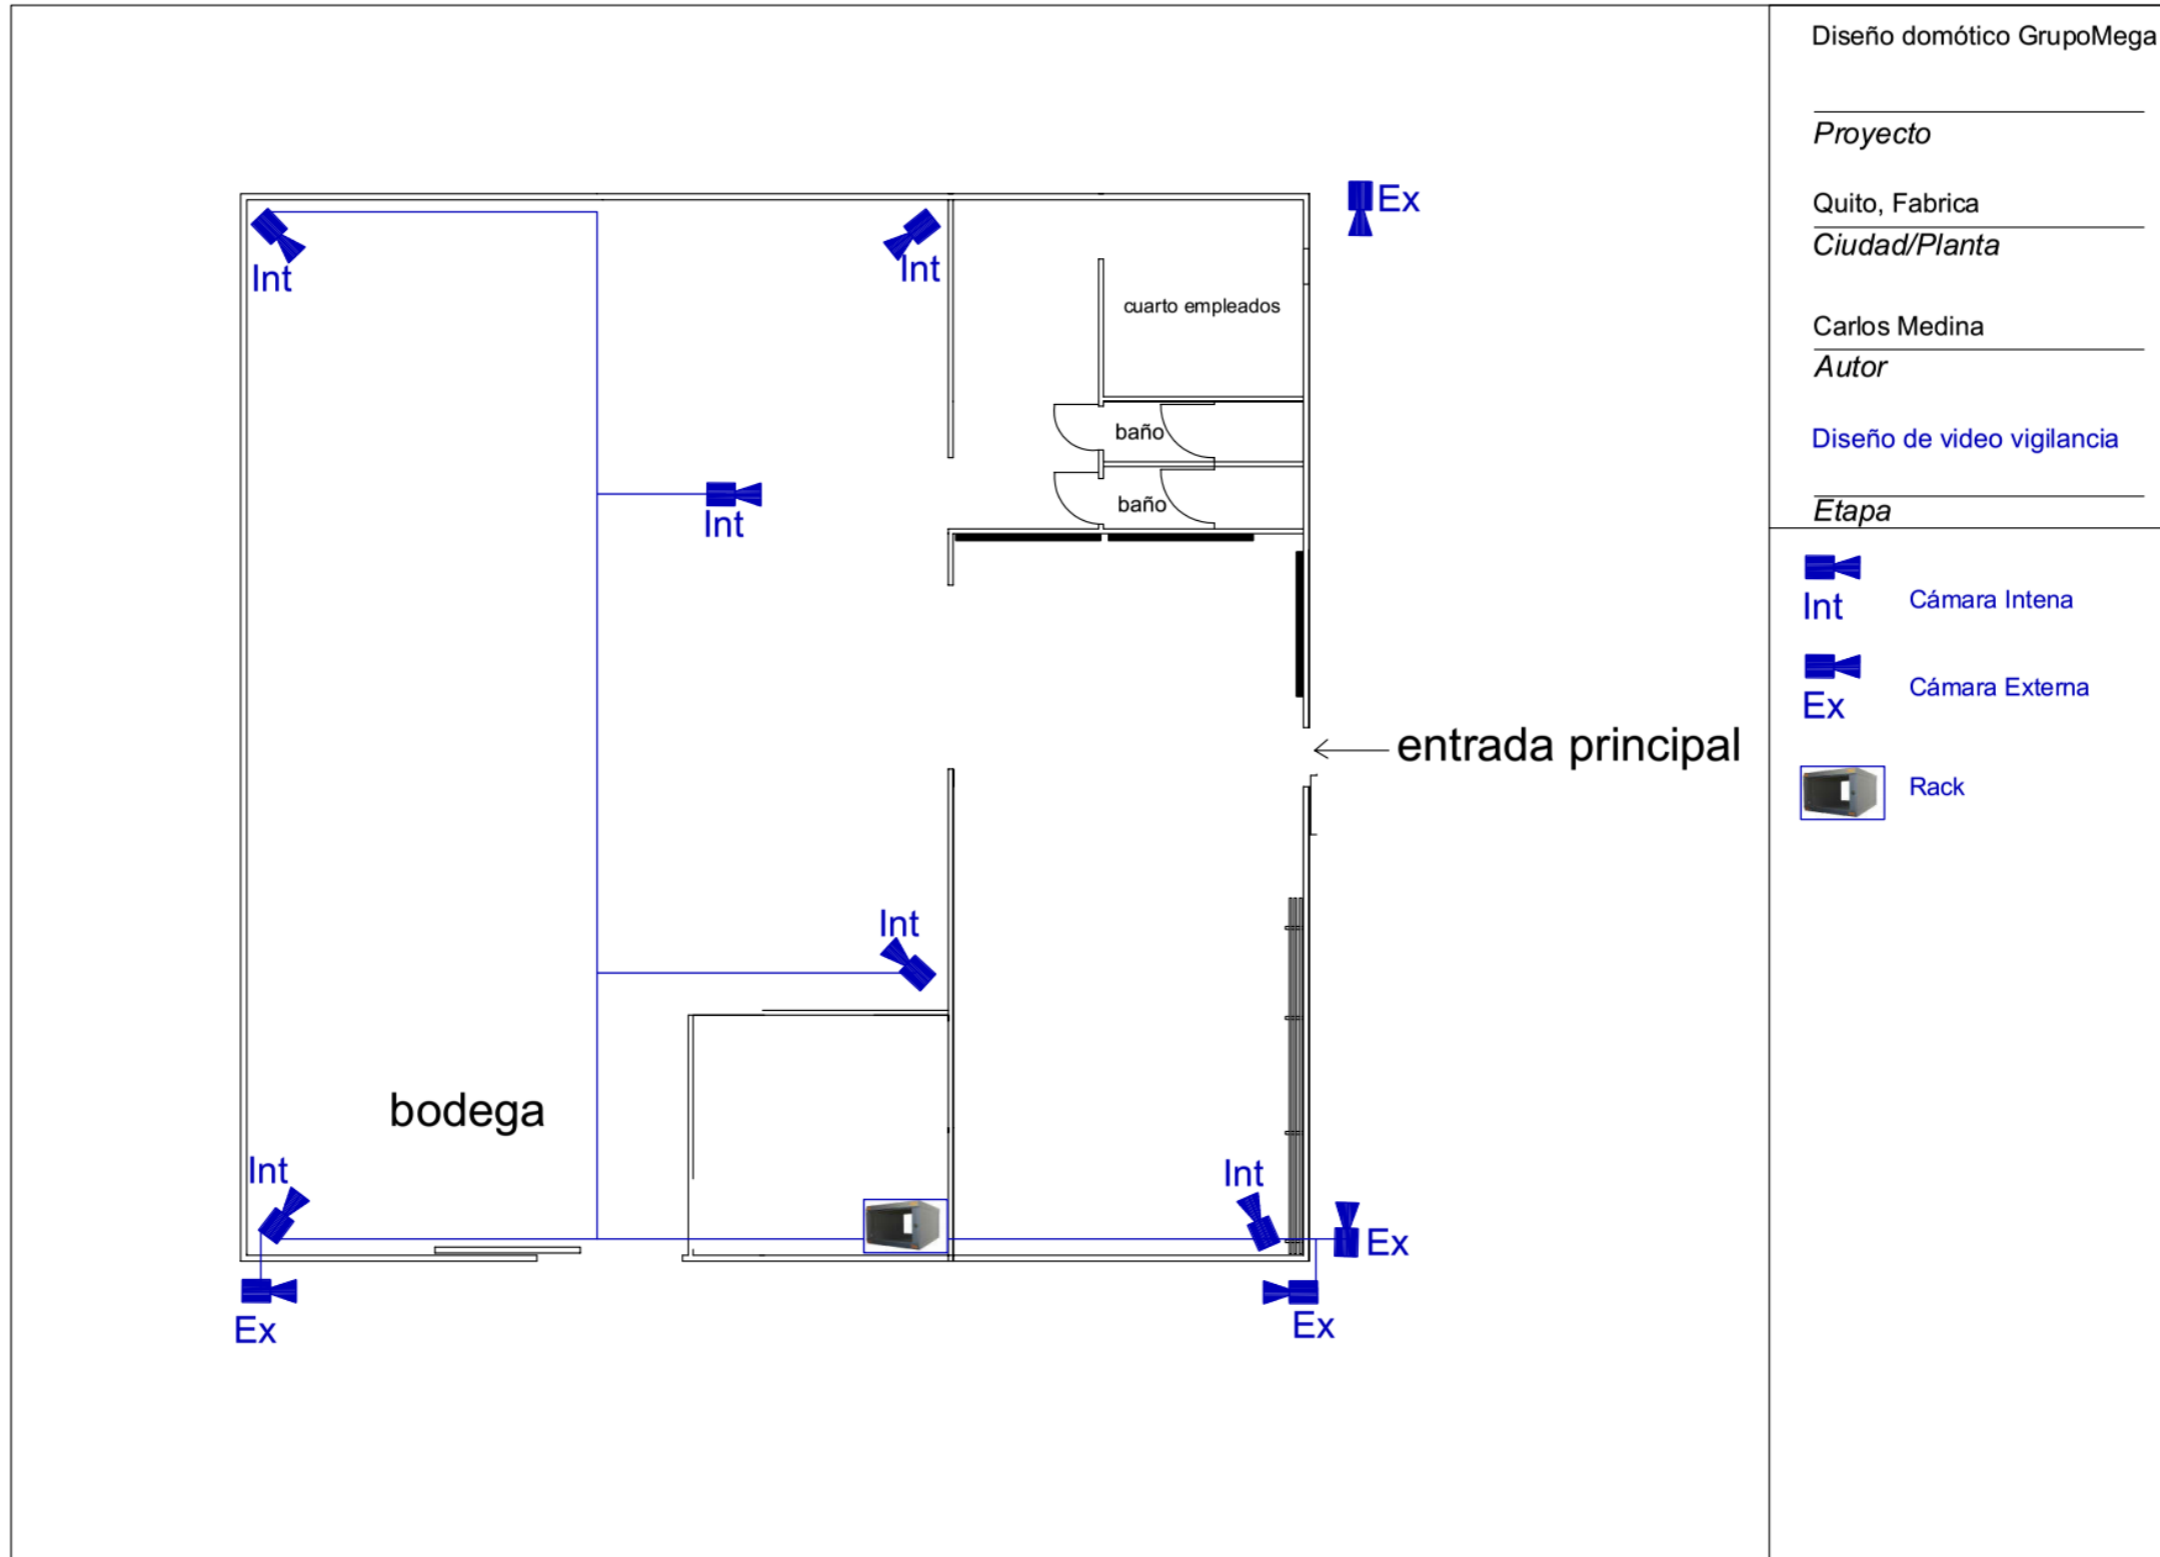 Diseño domótico GrupoMega
Proyecto
Quito, Fabrica
Ciudad/Planta
Carlos Medina
Autor
Diseño de video vigilancia
Etapa
Int
Cámara Intena
Ex
Cámara Externa
Rack
Ex
Int
Int
cuarto empleados
baño
Int
baño
entrada principal
Int
bodega
Int
Int
Ex
Ex
Ex